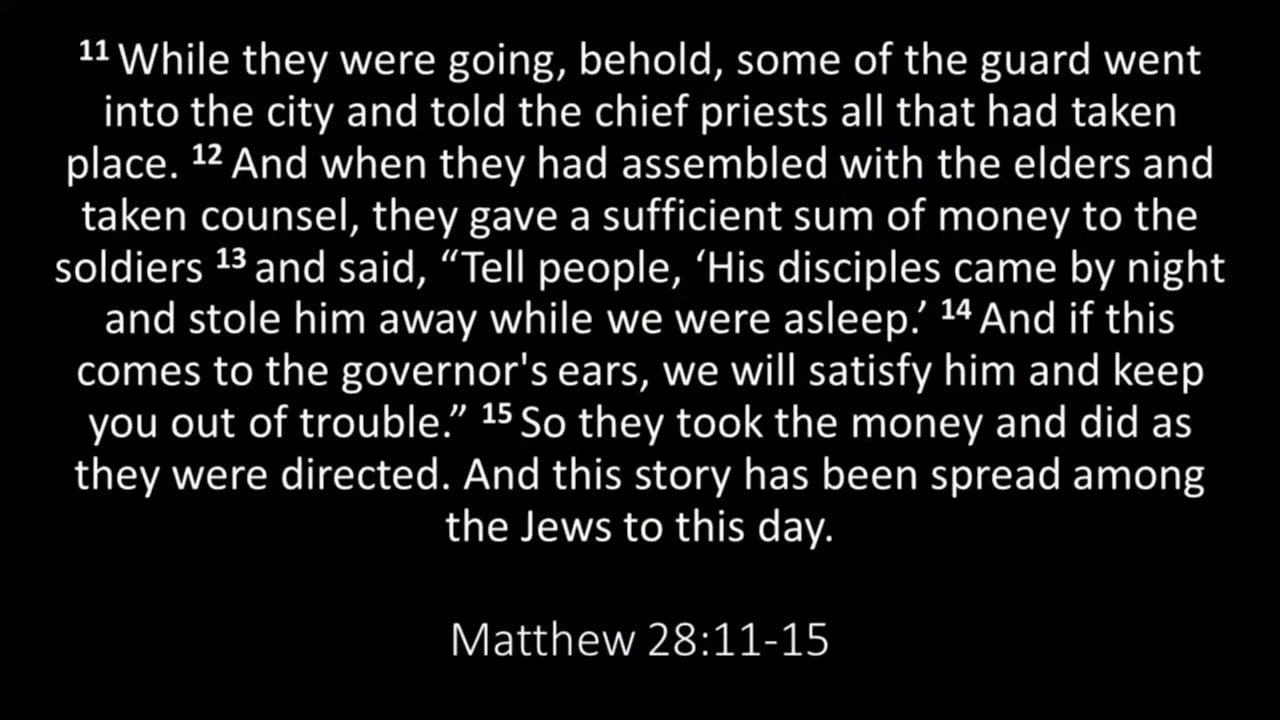 11 While they were going, behold, some of the guard went
into the city and told the chief priests all that had taken
place. 12 And when they had assembled with the elders and
taken counsel, they gave a sufficient sum of money to the
soldiers 13 and said, “Tell people, ‘His disciples came by night
and stole him away while we were asleep.’ 14 And if this
comes to the governor's ears, we will satisfy him and keep
you out of trouble.” 15 So they took the money and did as
they were directed. And this story has been spread among
the Jews to this day.
Matthew 28:11-15